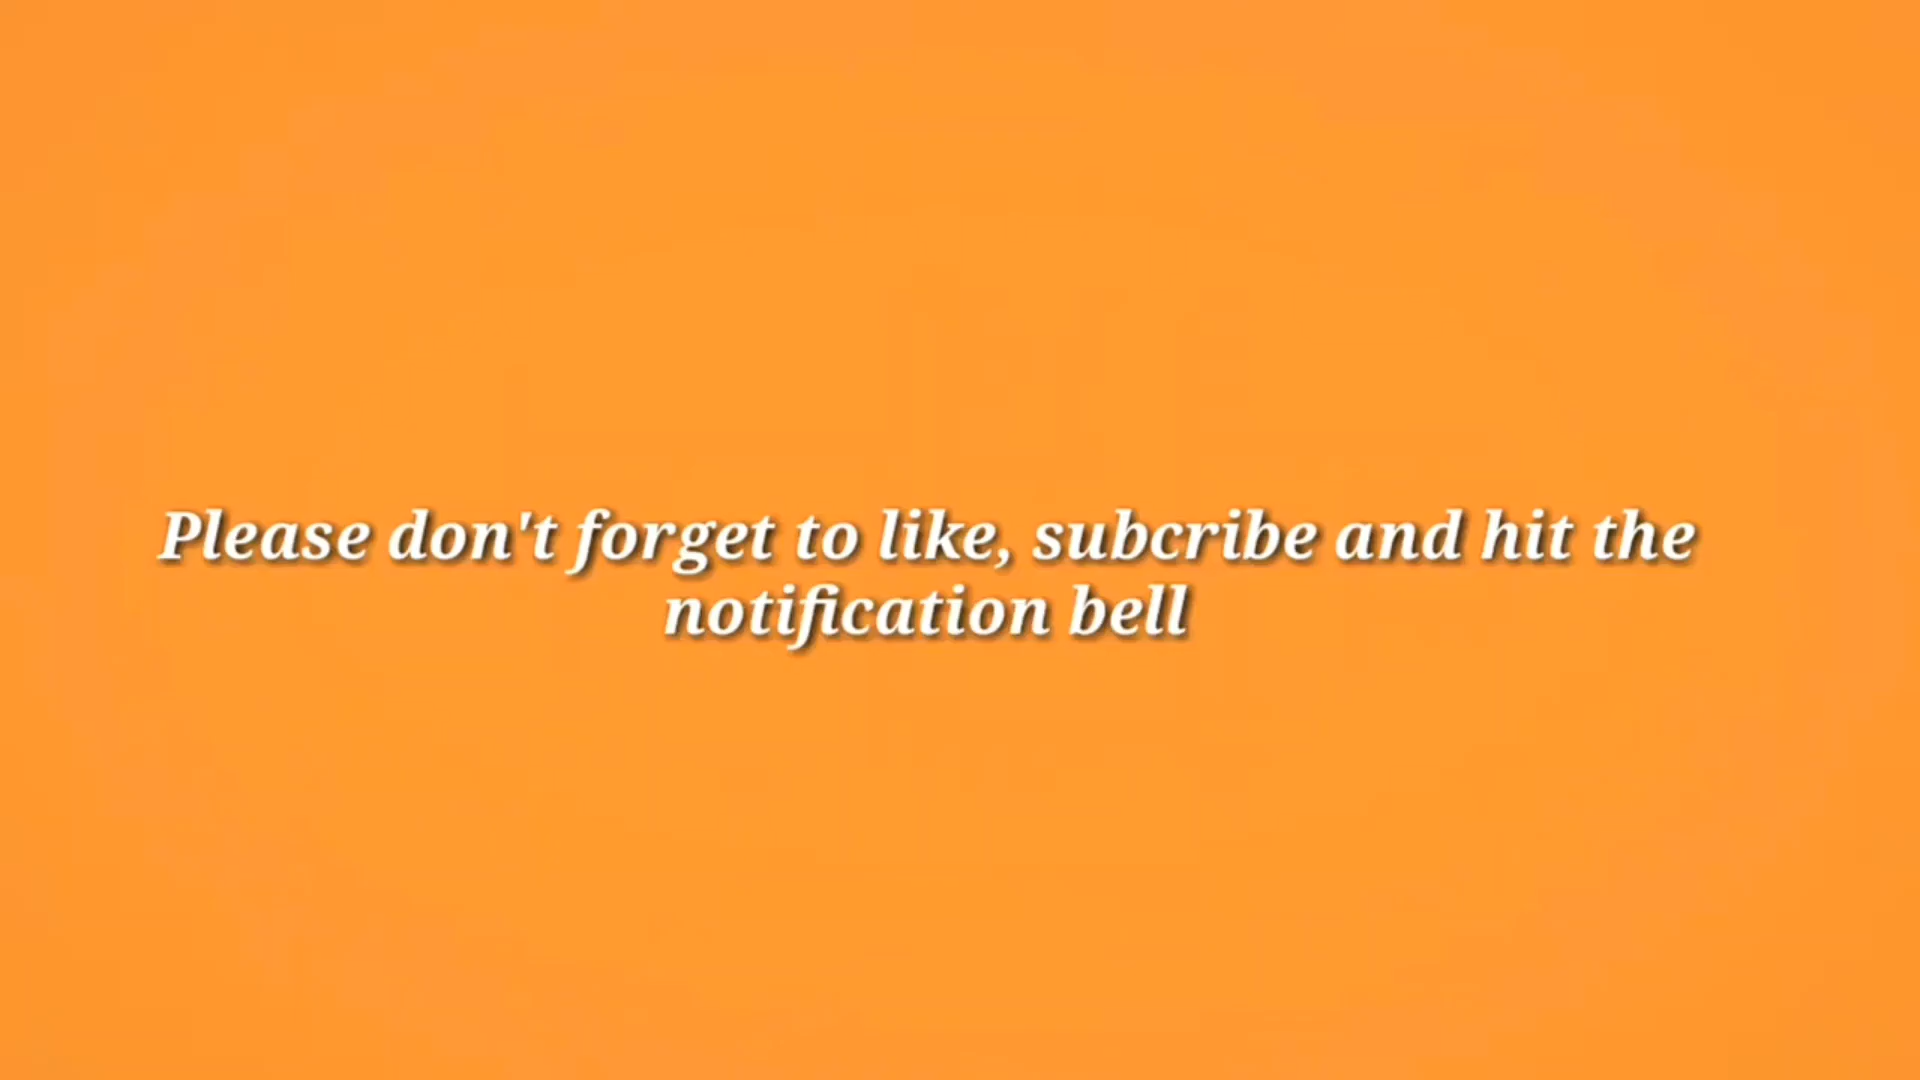 Please don't forget to like, subcribe and hit the
notification bell